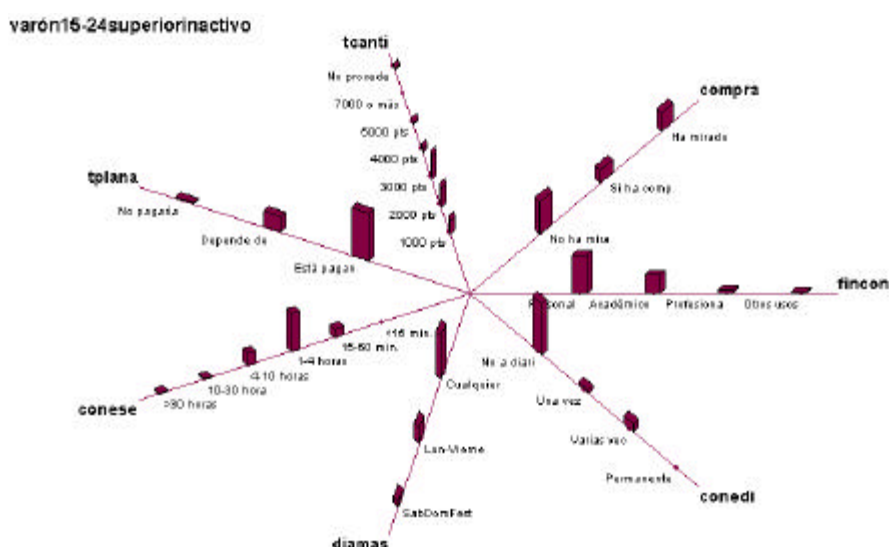 varón15-24superiorinactivo
tcanti
No procede
7000 o más
5000 pts
4000 pts
3000 pts
2000 pts
1000 pts
compra
Ha mirado
Si ha comp.
No ha mira
tplana
No pagaria
Depende de
Está pagan
fincon
Personal
Académico
Profesiona
Otros usos
conese
>30 horas
10-30 hora
4-10 horas
1-4 horas
15-60 min.
<15 min.
No a diari
Una vez
Varias vec
Permanente
conedi
Cualquier
Lun-Vierne
SabDomFest
diamas